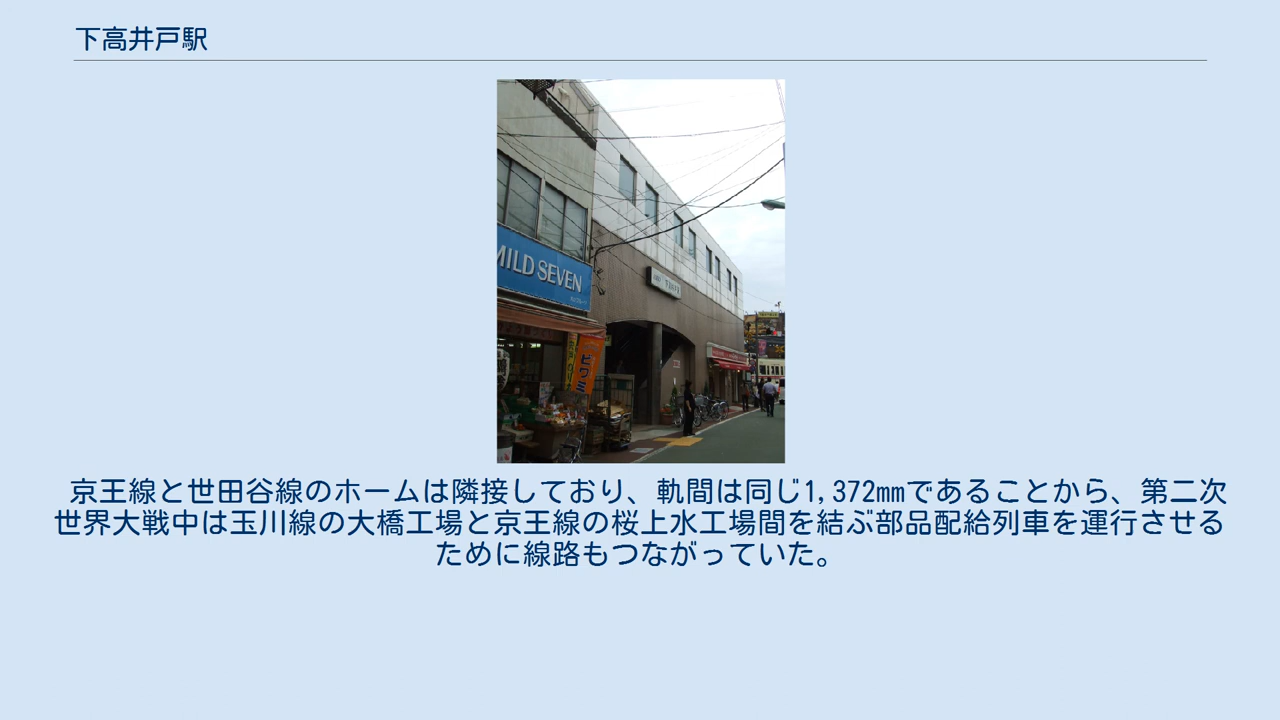 下高井戸駅
MILD SEVEN
京王線と世田谷線のホームは隣接しており、軌間は同じ1,372㎜であることから、第二次
世界大戦中は玉川線の大橋工場と京王線の桜上水工場間を結ぶ部品配給列車を運行させる
ために線路もつながっていた。